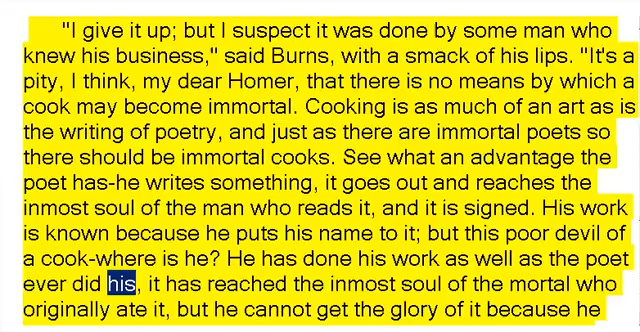 "I give it up; but I suspect it was done by some man who
knew his business," said Burns, with a smack of his lips. "It's a
pity, I think, my dear Homer, that there is no means by which a
cook may become immortal. Cooking is as much of an art as is
the writing of poetry, and just as there are immortal poets so
there should be immortal cooks. See what an advantage the
poet has-he writes something, it goes out and reaches the
inmost soul of the man who reads it, and it is signed. His work
is known because he puts his name to it; but this poor devil of
a cook-where is he? He has done his work as well as the poet
ever did his, it has reached the inmost soul of the mortal who
originally ate it, but he cannot get the glory of it because he